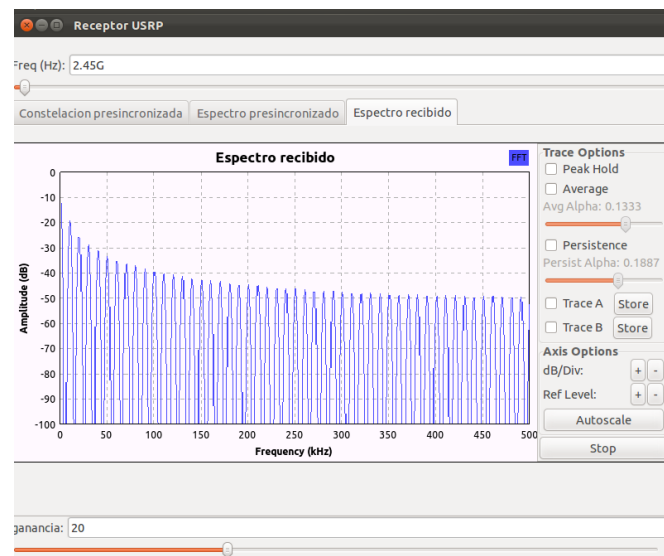 Receptor USRP
Freq (Hz): 2.45G
Constelacion presincronizada Espectro presincronizado Espectro recibido
Espectro recibido
FFT
0
-10
-20
-30
-40
-50
-60
-70
-80
-90
-100
Amplitude (dB)
0 50 100 150 200 250 300 350 400 450 500
Frequency (kHz)
Trace Options
Peak Hold
Average
Avg Alpha: 0.1333
Persistence
Persist Alpha: 0.1887
Trace A Store
Trace B Store
Axis Options
dB/Div: + -
Ref Level: + -
Autoscale
Stop
ganancia: 20